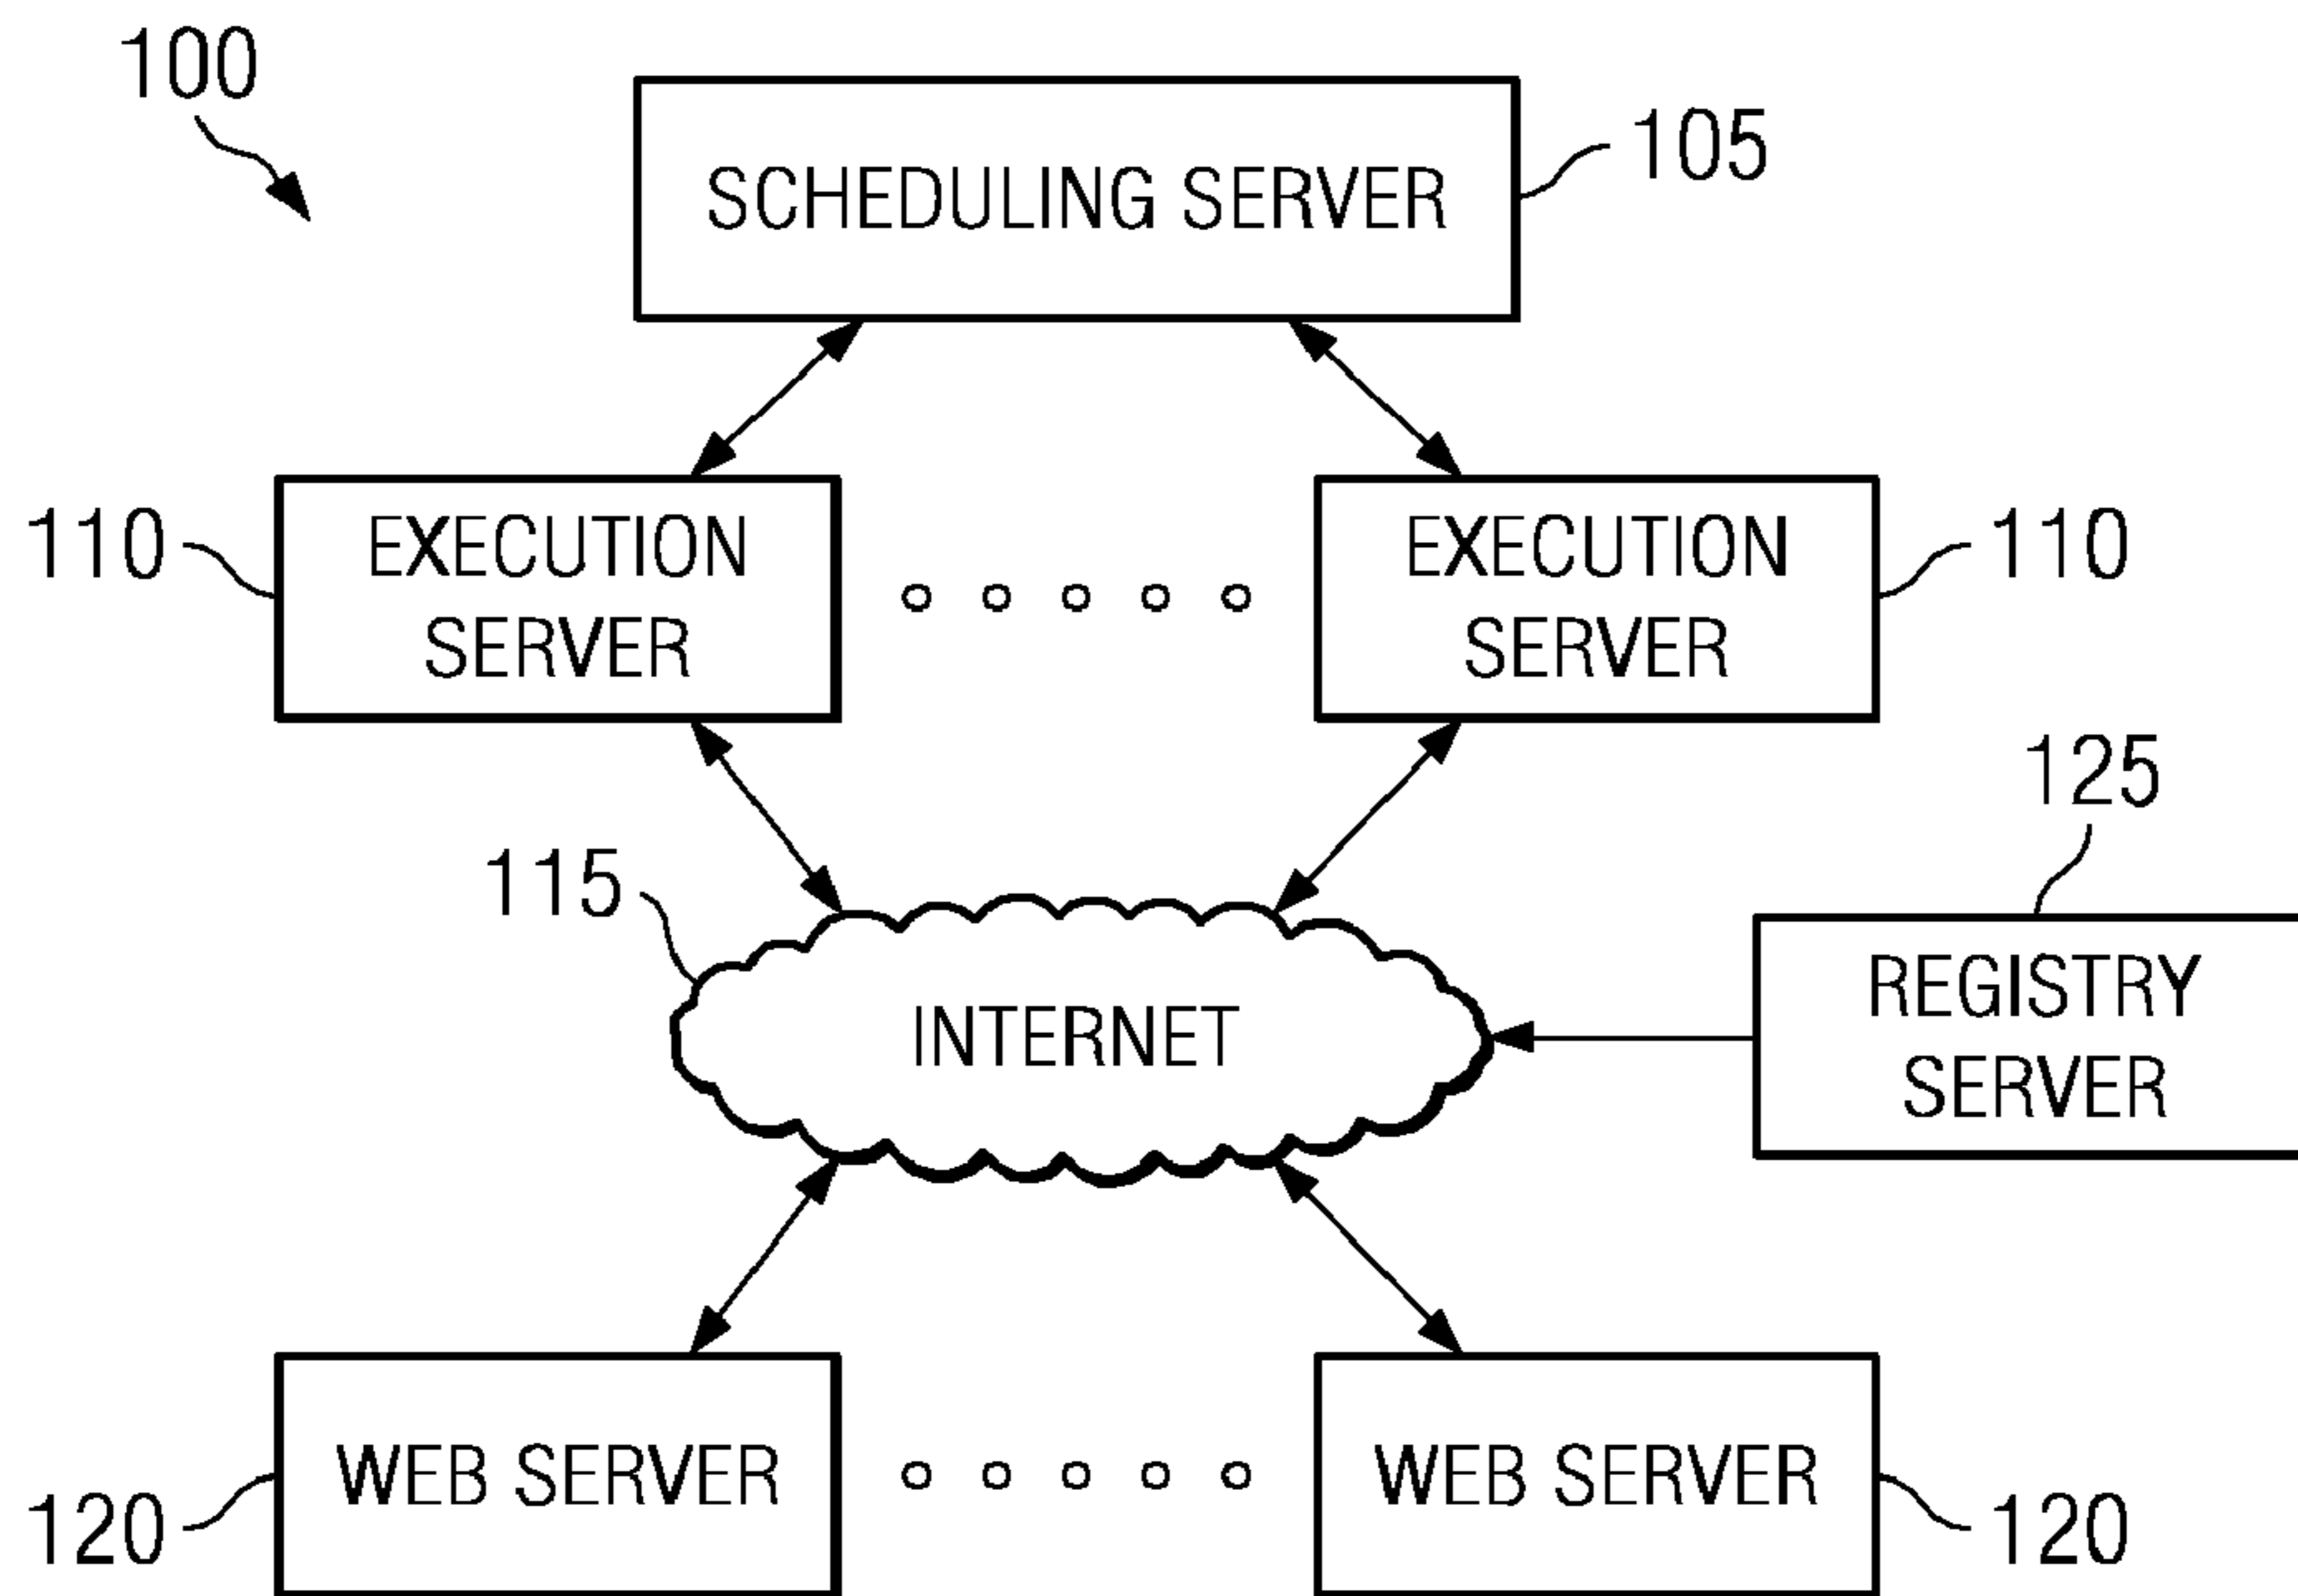 100
SCHEDULING SERVER
105
110
EXECUTION
SERVER
EXECUTION
SERVER
110
125
115
INTERNET
REGISTRY
SERVER
WEB SERVER
WEB SERVER
120
120